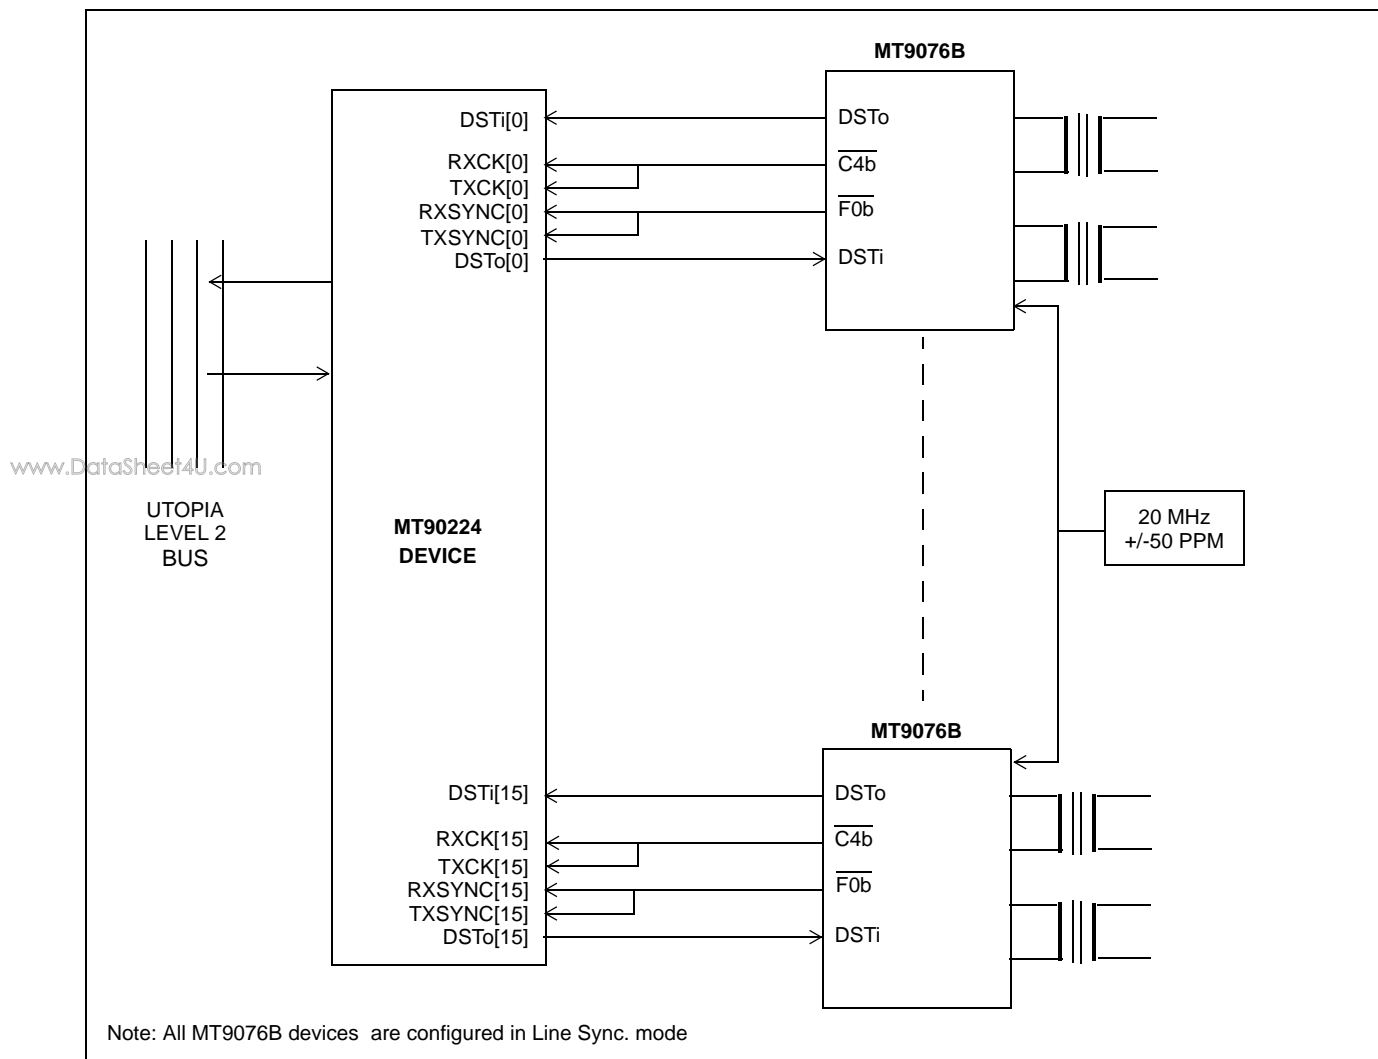 MT9076B
DSTi[0]
RXCK[0]
TXCK[0]
RXSYNC[0]
TXSYNC[0]
DSTo[0]
DSTo
C4b
F0b
DSTi
www.DataSheet4U.com
UTOPIA
LEVEL 2
BUS
MT90224
DEVICE
20 MHz
+/-50 PPM
MT9076B
DSTi[15]
RXCK[15]
TXCK[15]
RXSYNC[15]
TXSYNC[15]
DSTo[15]
DSTo
C4b
F0b
DSTi
Note: All MT9076B devices are configured in Line Sync. mode